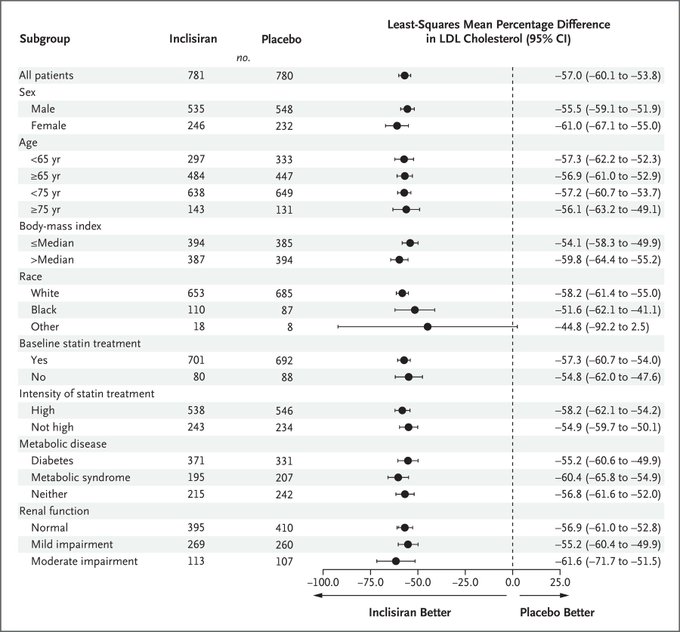 Subgroup Inclisiran Placebo Least-Squares Mean Percentage Difference in LDL Cholesterol (95% CI)
no.
All patients 781 780 –57.0 (–60.1 to –53.8)
Sex
Male 535 548 –55.5 (–59.1 to –51.9)
Female 246 232 –61.0 (–67.1 to –55.0)
Age
<65 yr 297 333 –57.3 (–62.2 to –52.3)
≥65 yr 484 447 –56.9 (–61.0 to –52.9)
<75 yr 638 649 –57.2 (–60.7 to –53.7)
≥75 yr 143 131 –56.1 (–63.2 to –49.1)
Body-mass index
≤Median 394 385 –54.1 (–58.3 to –49.9)
>Median 387 394 –59.8 (–64.4 to –55.2)
Race
White 653 685 –58.2 (–61.4 to –55.0)
Black 110 87 –51.6 (–62.1 to –41.1)
Other 18 8 –44.8 (–92.2 to 2.5)
Baseline statin treatment
Yes 701 692 –57.3 (–60.7 to –54.0)
No 80 88 –54.8 (–62.0 to –47.6)
Intensity of statin treatment
High 538 546 –58.2 (–62.1 to –54.2)
Not high 243 234 –54.9 (–59.7 to –50.1)
Metabolic disease
Diabetes 371 331 –55.2 (–60.6 to –49.9)
Metabolic syndrome 195 207 –60.4 (–65.8 to –54.9)
Neither 215 242 –56.8 (–61.6 to –52.0)
Renal function
Normal 395 410 –56.9 (–61.0 to –52.8)
Mild impairment 269 260 –55.2 (–60.4 to –49.9)
Moderate impairment 113 107 –61.6 (–71.7 to –51.5)
–100.0 –75.0 –50.0 –25.0 0.0 25.0
Inclisiran Better Placebo Better